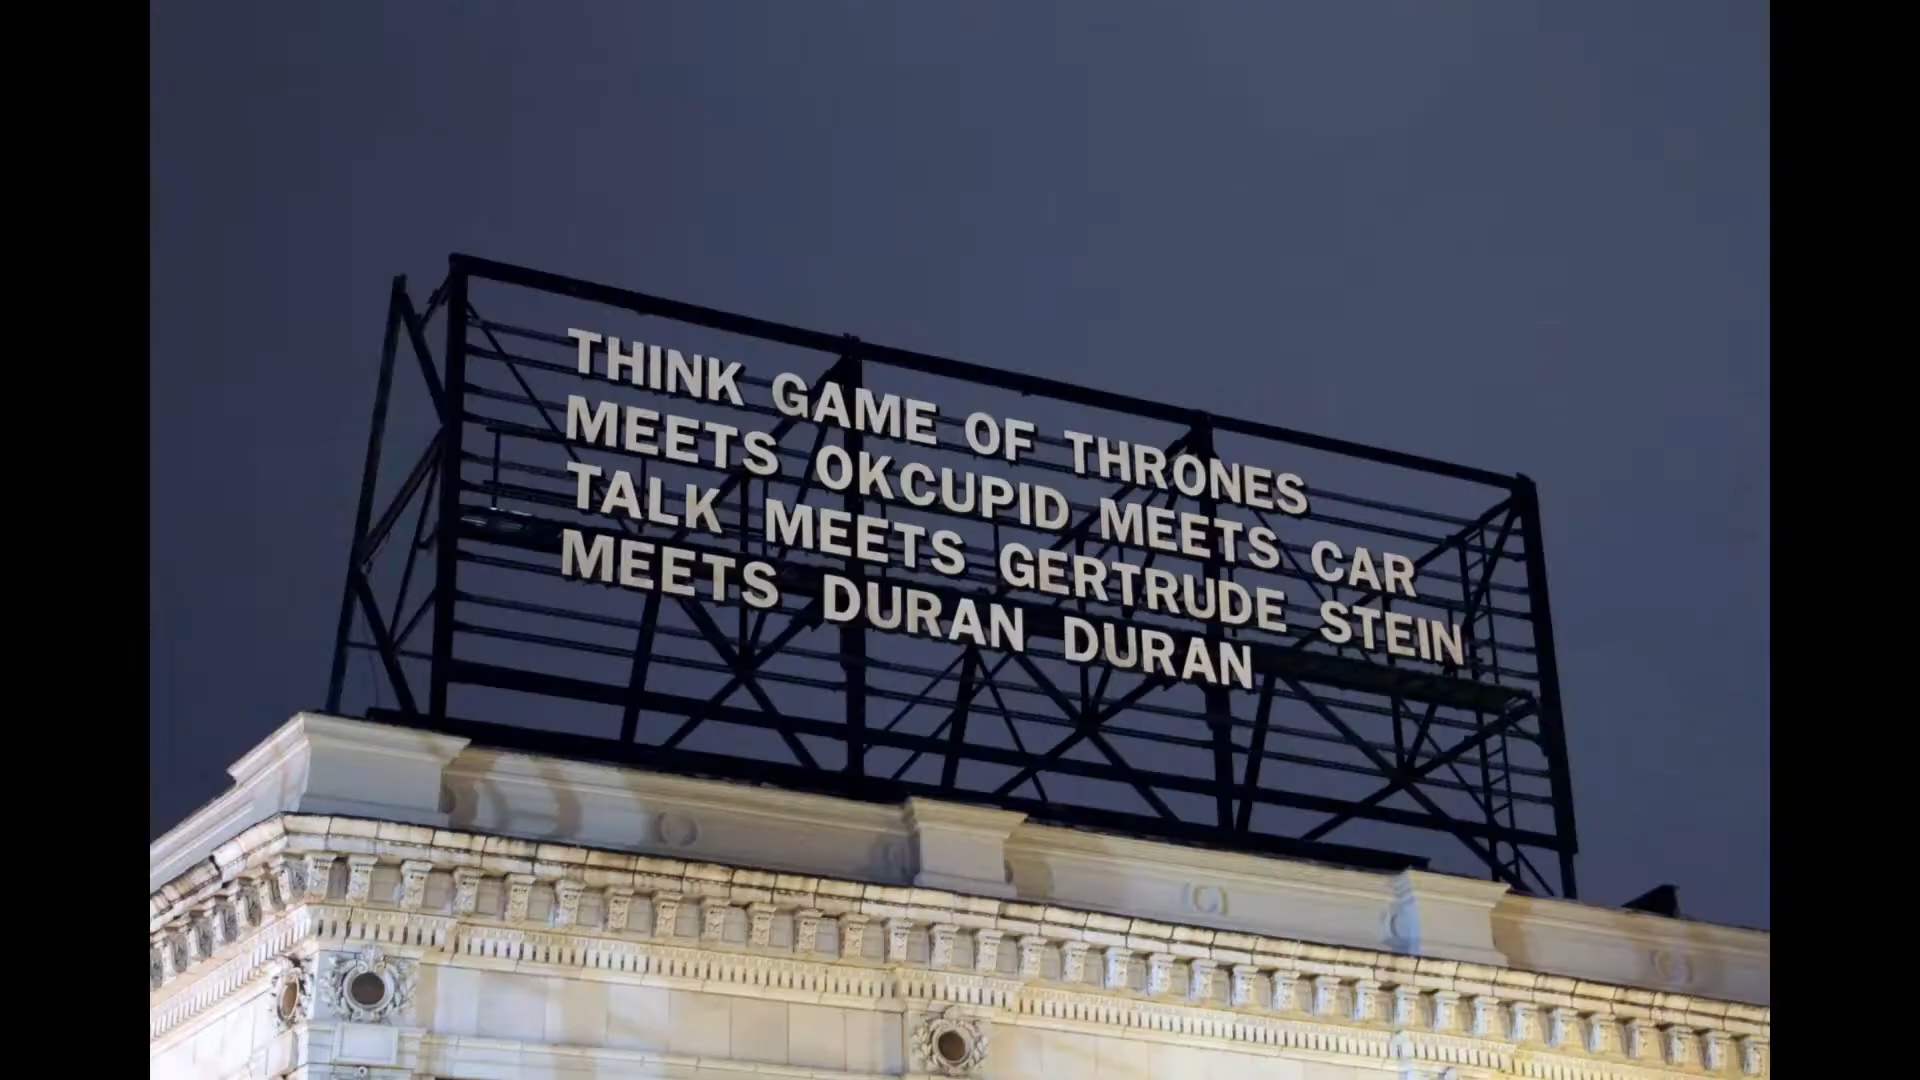 THINK GAME OF THRONES
MEETS OKCUPID MEETS CAR
TALK MEETS GERTRUDE STEIN
MEETS DURAN DURAN